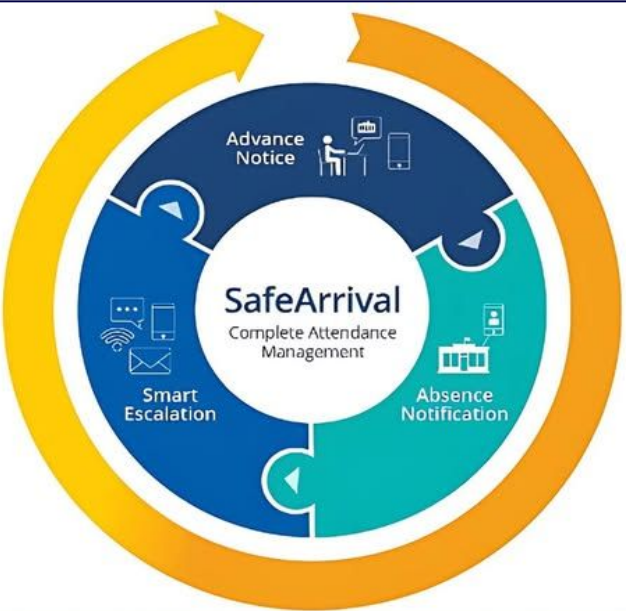 Advance
Notice
SafeArrival
Complete Attendance
Management
Smart
Escalation
Absence
Notification